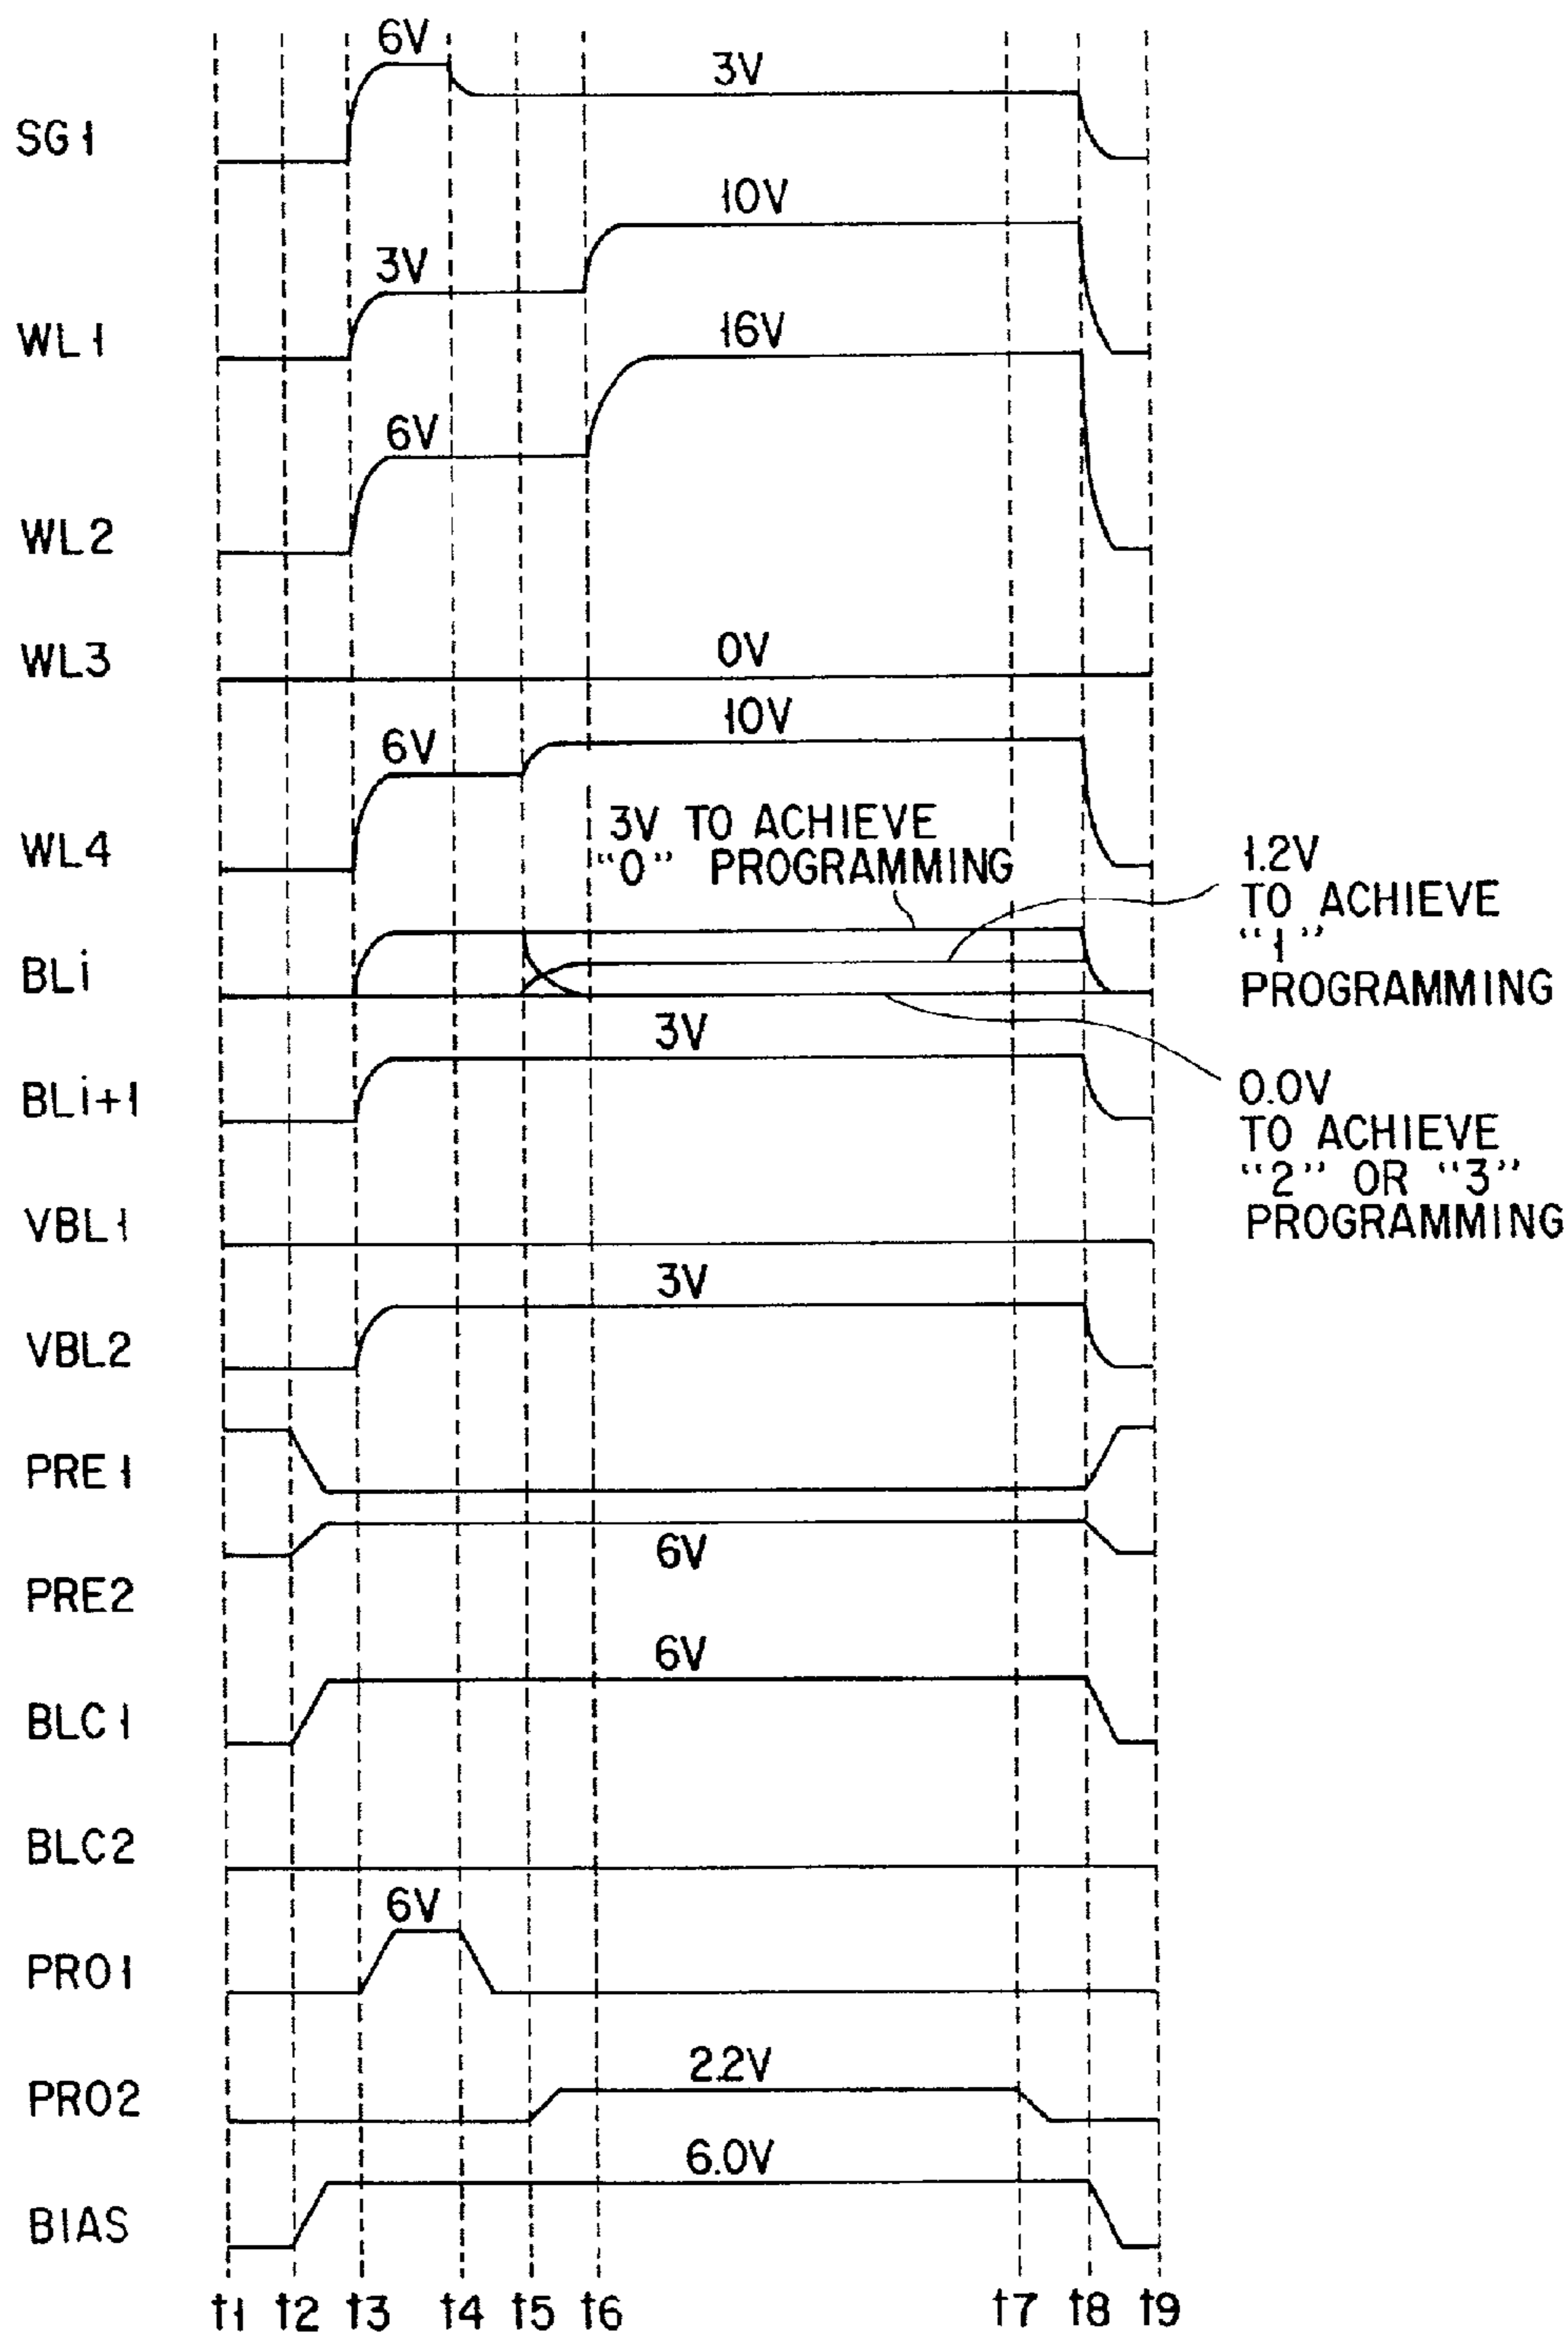 6V
3V
SG1
10V
3V
WL1
16V
6V
WL2
WL3
0V
10V
6V
WL4
3V TO ACHIEVE
"0" PROGRAMMING
1.2V
TO ACHIEVE
"1"
PROGRAMMING
BLi
3V
BLi+1
0.0V
TO ACHIEVE
"2" OR "3"
PROGRAMMING
VBL1
3V
VBL2
PRE1
6V
PRE2
6V
BLC1
BLC2
6V
PRO1
2.2V
PRO2
6.0V
BIAS
t1 t2 t3 t4 t5 t6 t7 t8 t9